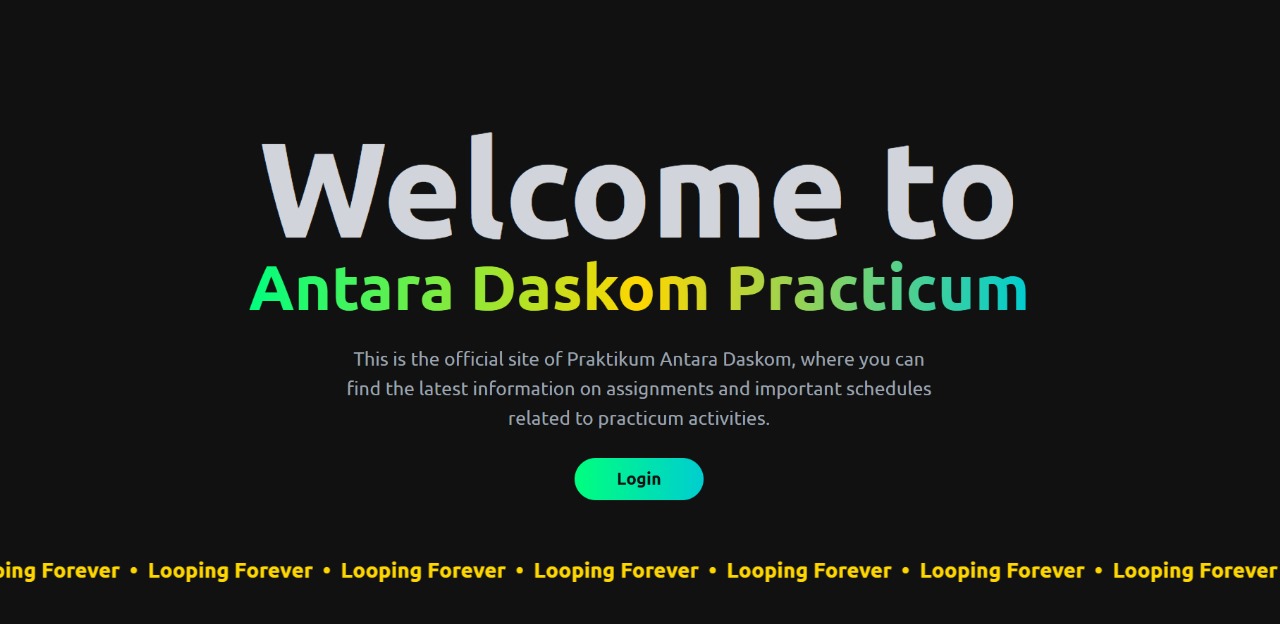 Welcome to
Antara Daskom Practicum
This is the official site of Praktikum Antara Daskom, where you can
find the latest information on assignments and important schedules
related to practicum activities.
Login
ping Forever • Looping Forever • Looping Forever • Looping Forever • Looping Forever • Looping Forever • Looping Forever